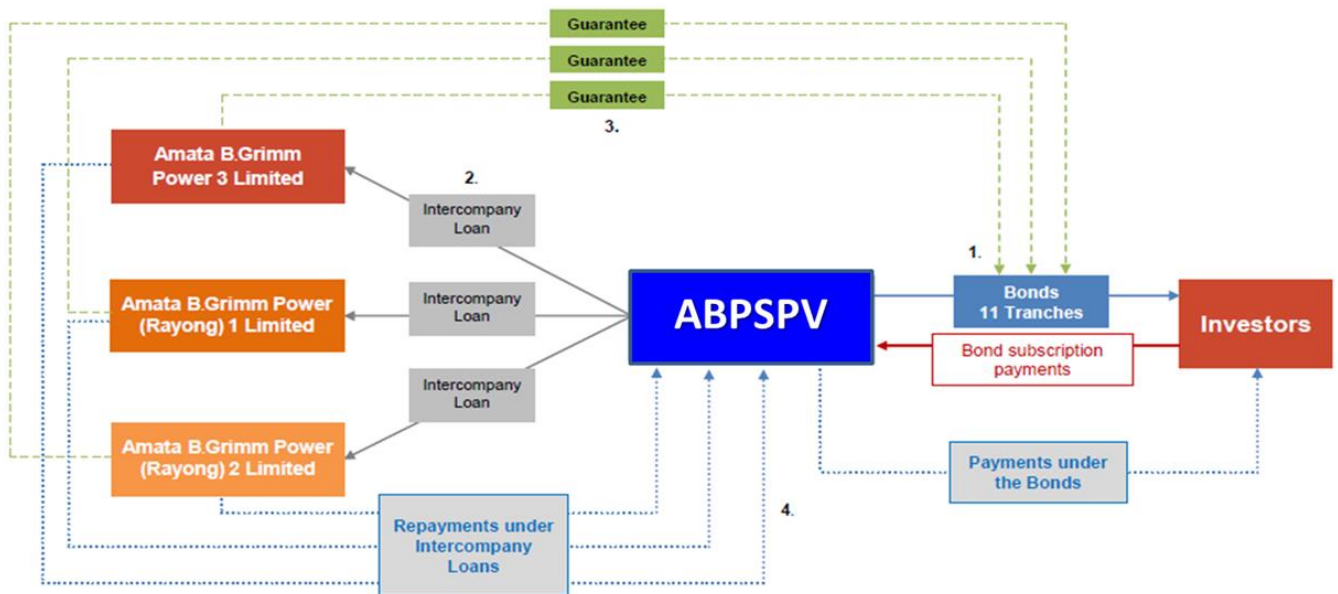 Guarantee
Guarantee
Guarantee
3.
Amata B.Grimm
Power 3 Limited
2.
Intercompany
Loan
1.
Amata B.Grimm Power
(Rayong) 1 Limited
Intercompany
Loan
ABPSPV
Bonds
11 Tranches
Investors
Bond subscription
payments
Intercompany
Loan
Amata B.Grimm Power
(Rayong) 2 Limited
Payments under
the Bonds
4.
Repayments under
Intercompany
Loans